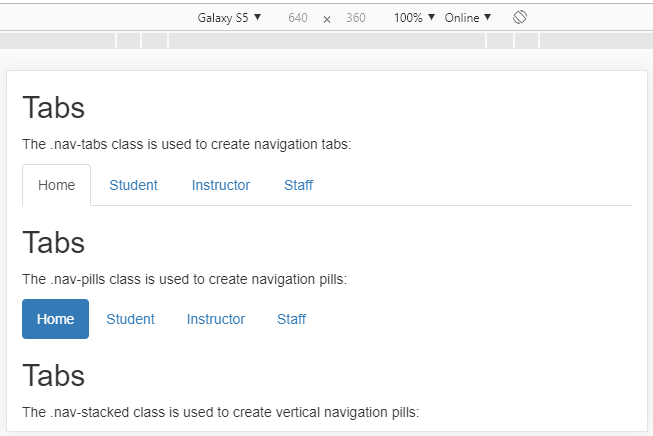 Galaxy S5 ▼ 640 × 360 100% ▼ Online ▼
Tabs
The .nav-tabs class is used to create navigation tabs:
Home Student Instructor Staff
Tabs
The .nav-pills class is used to create navigation pills:
Home Student Instructor Staff
Tabs
The .nav-stacked class is used to create vertical navigation pills: